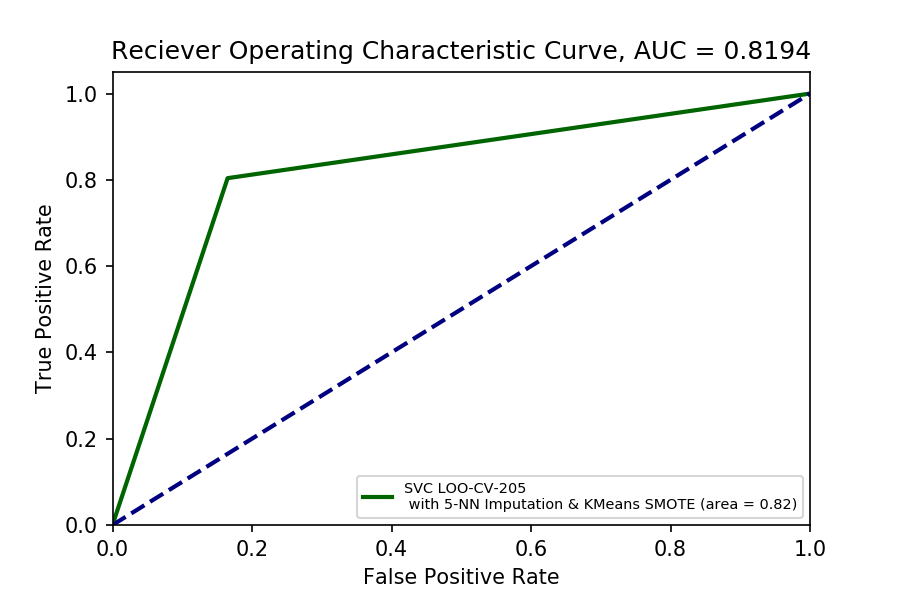 Reciever Operating Characteristic Curve, AUC = 0.8194
True Positive Rate
1.0
0.8
0.6
0.4
0.2
0.0
SVC LOO-CV-205
with 5-NN Imputation & KMeans SMOTE (area = 0.82)
0.0 0.2 0.4 0.6 0.8 1.0
False Positive Rate